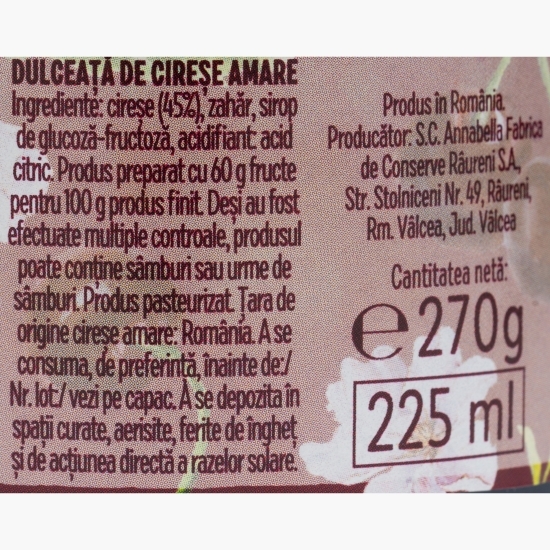 DULCEAȚĂ DE CIREȘE AMARE
Ingrediente: cireșe (45%), zahăr, sirop
de glucoză-fructoză, acidifiant: acid
citric. Produs preparat cu 60 g fructe
pentru 100 g produs finit. Deși au fost
efectuate multiple controale, produsul
poate conține sâmburi sau urme de
sâmburi. Produs pasteurizat. Țara de
origine cireșe amare: România. A se
consuma, de preferință, înainte de:/
Nr. lot:/ vezi pe capac. A se depozita în
spații curate, aerisite, ferite de îngheț
și de acțiunea directă a razelor solare.
Produs în România.
Producător: S.C. Annabella Fabrica
de Conserve Râureni S.A.,
Str. Stolniceni Nr. 49, Râureni,
Rm. Vâlcea, Jud. Vâlcea
Cantitatea netă:
e 270g
225 ml